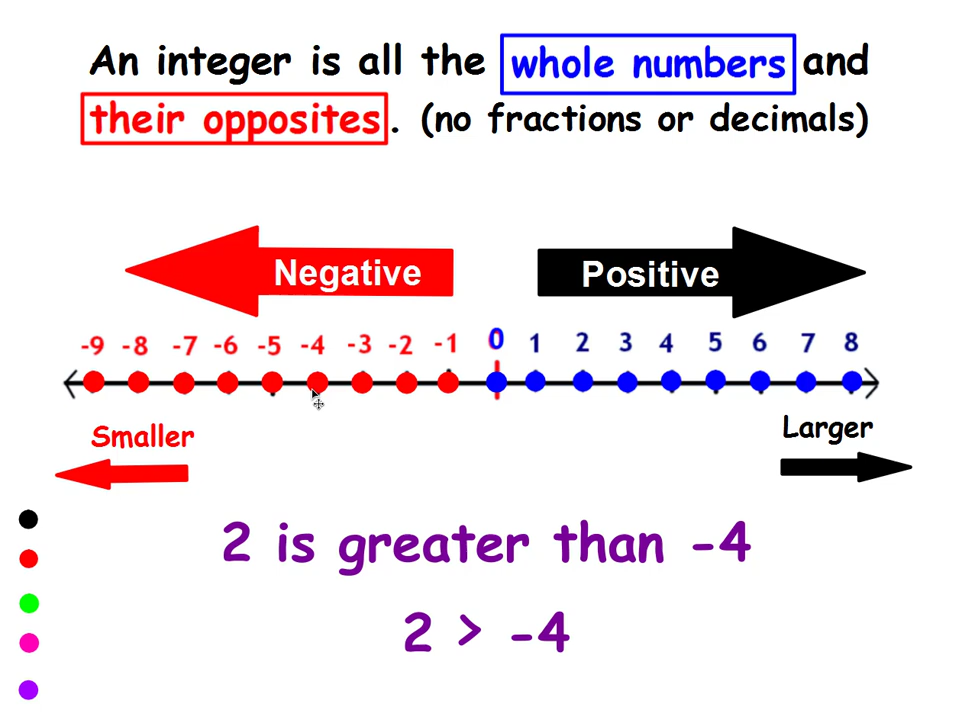 An integer is all the whole numbers and
their opposites. (no fractions or decimals)
Negative Positive
-9 -8 -7 -6 -5 -4 -3 -2 -1 0 1 2 3 4 5 6 7 8
Smaller Larger
2 is greater than -4
2 > -4